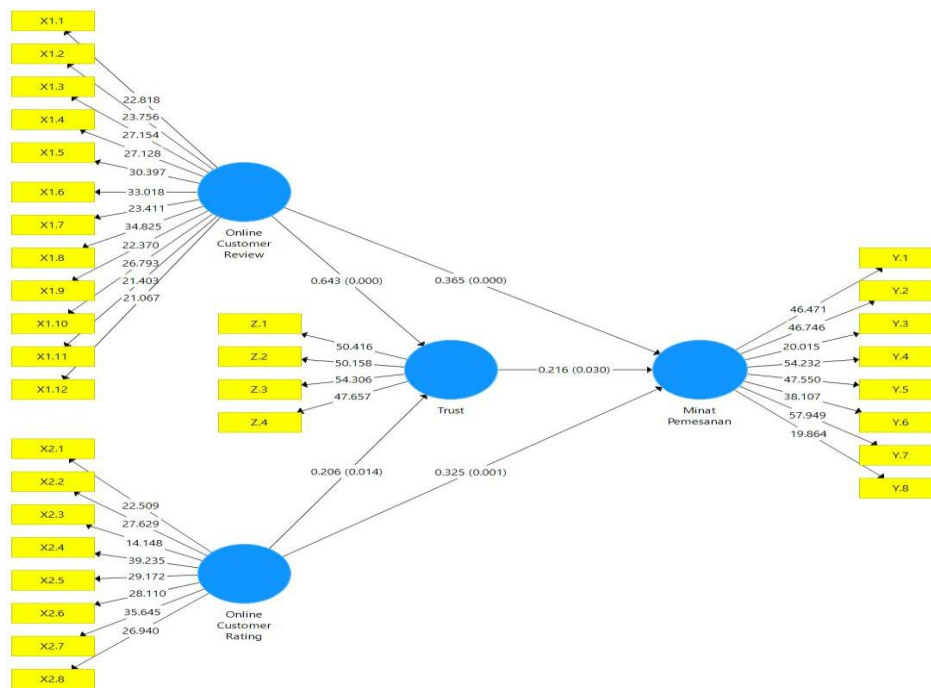 X1.1
X1.2
X1.3
X1.4
X1.5
X1.6
X1.7
X1.8
X1.9
X1.10
X1.11
X1.12
22.818
23.756
27.154
27.128
30.397
33.018
23.411
34.825
22.370
26.793
21.403
21.067
Online
Customer
Review
0.643 (0.000)
0.365 (0.000)
Z.1
Z.2
Z.3
Z.4
50.416
50.158
54.306
47.657
Trust
0.216 (0.030)
Minat
Pemesanan
46.471
46.746
20.015
54.232
47.550
38.107
57.949
19.864
Y.1
Y.2
Y.3
Y.4
Y.5
Y.6
Y.7
Y.8
0.206 (0.014)
0.325 (0.001)
X2.1
X2.2
X2.3
X2.4
X2.5
X2.6
X2.7
X2.8
22.509
27.629
14.148
39.235
29.172
28.110
35.645
26.940
Online
Customer
Rating